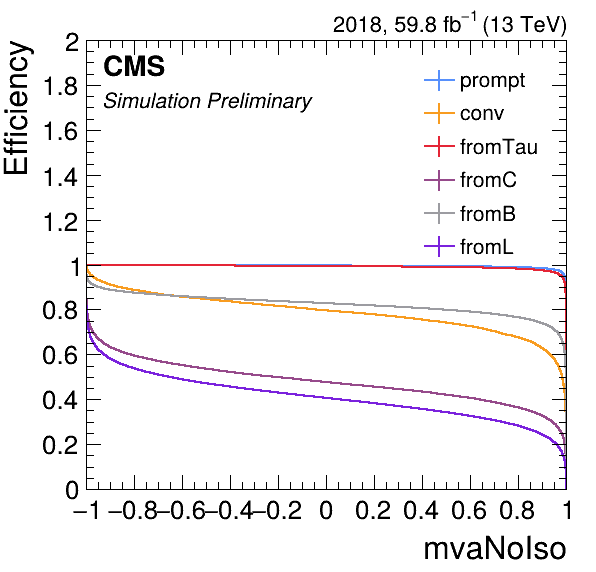 2018, 59.8 fb⁻¹ (13 TeV)
CMS
Simulation Preliminary
prompt
conv
fromTau
fromC
fromB
fromL
Efficiency
2
1.8
1.6
1.4
1.2
1
0.8
0.6
0.4
0.2
0
−1 −0.8 −0.6 −0.4 −0.2 0 0.2 0.4 0.6 0.8 1
mvaNoIso